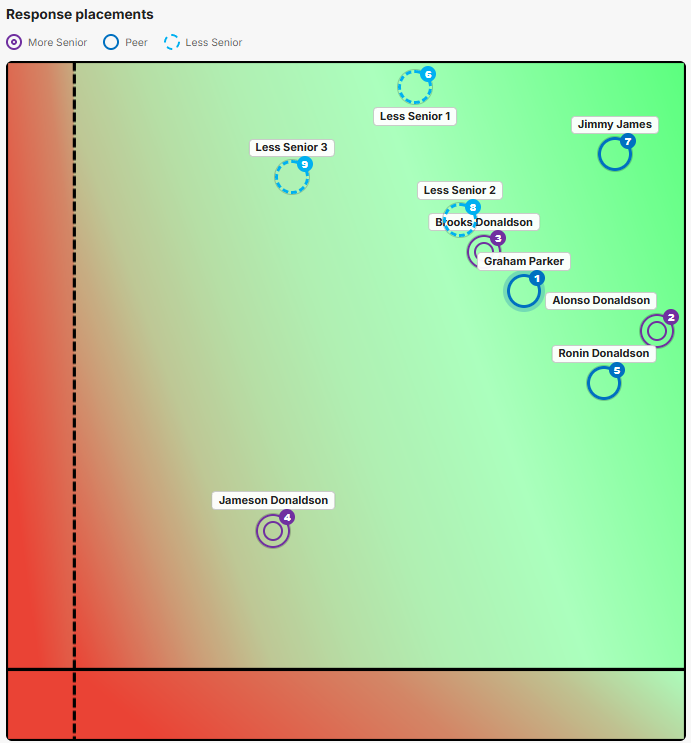 Response placements
More Senior
Peer
Less Senior
6
Less Senior 1
Jimmy James
7
Less Senior 3
9
Less Senior 2
8
Brooks Donaldson
3
Graham Parker
1
Alonso Donaldson
2
Ronin Donaldson
5
Jameson Donaldson
4